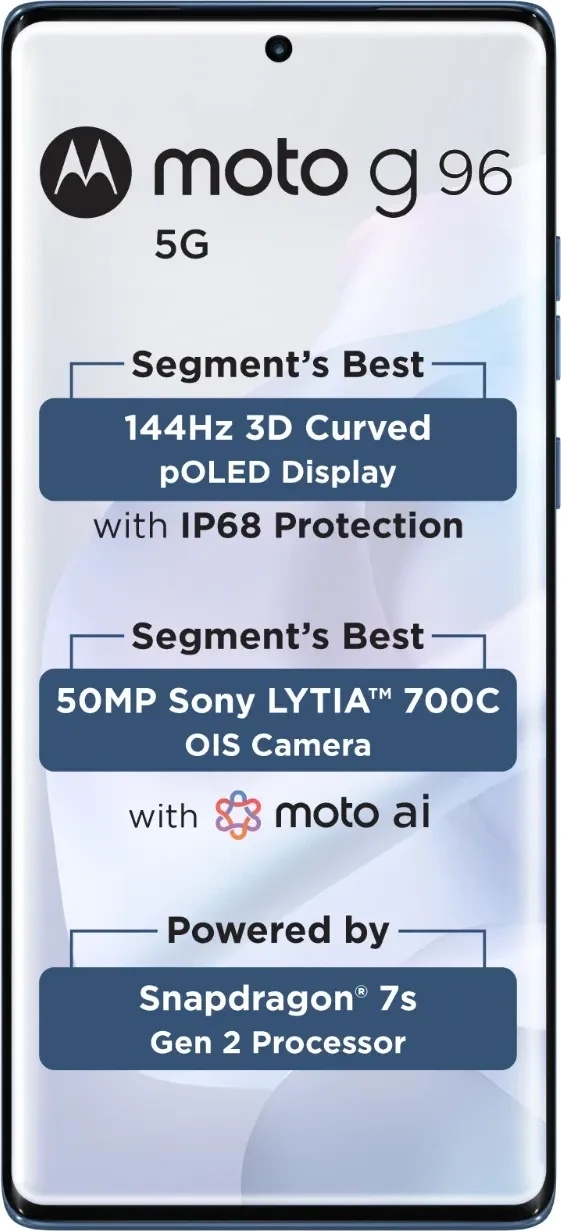 moto g 96
5G
Segment's Best
144Hz 3D Curved
pOLED Display
with IP68 Protection
Segment's Best
50MP Sony LYTIA™ 700C
OIS Camera
with moto ai
Powered by
Snapdragon® 7s
Gen 2 Processor